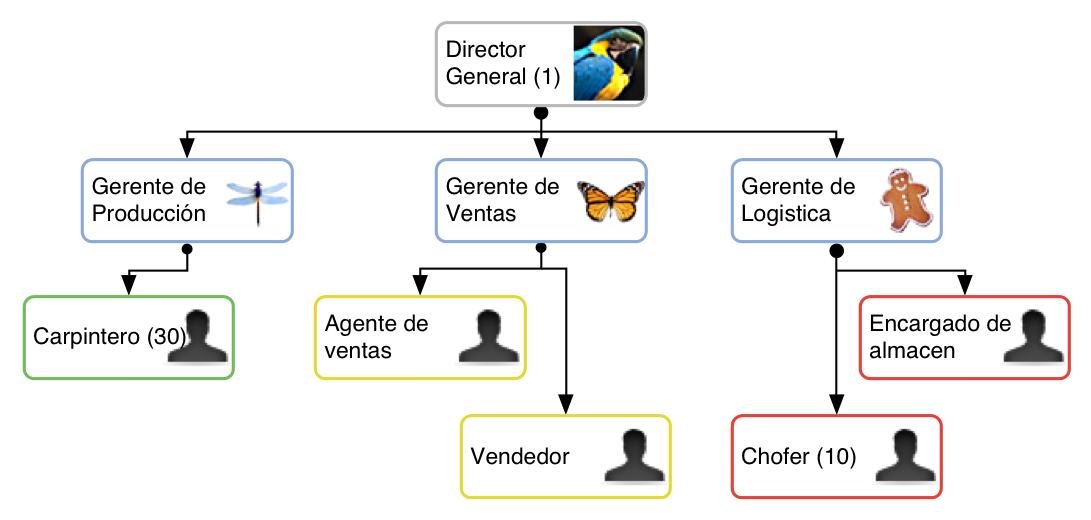 Director
General (1)
Gerente de
Producción
Gerente de
Ventas
Gerente de
Logistica
Carpintero (30)
Agente de
ventas
Encargado de
almacen
Vendedor
Chofer (10)